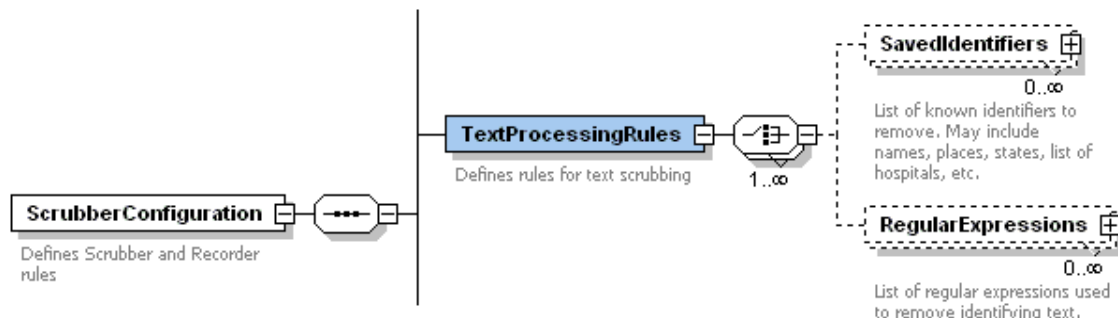 SavedIdentifiers
0..∞
List of known identifiers to
remove. May include
names, places, states, list of
hospitals, etc.
TextProcessingRules
Defines rules for text scrubbing
1..∞
ScrubberConfiguration
Defines Scrubber and Recorder
rules
RegularExpressions
0..∞
List of regular expressions used
to remove identifying text.